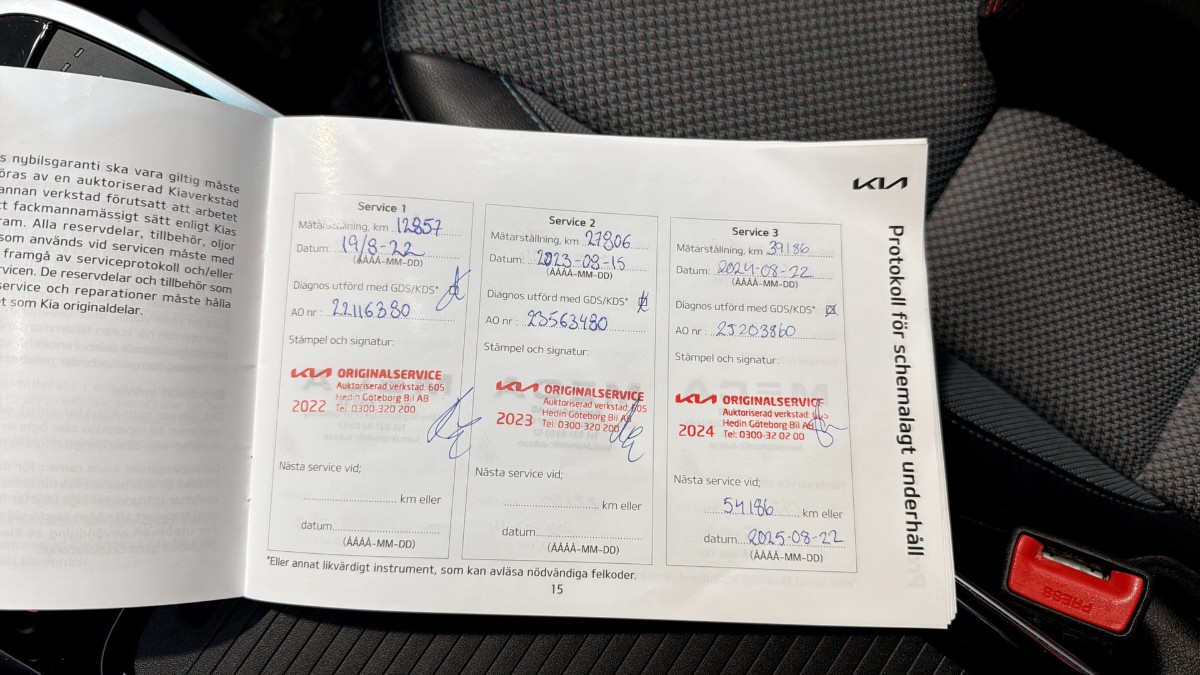 s nybilsgaranti ska vara giltig måste
öras av en auktoriserad Kiaverkstad
annan verkstad förutsatt att arbetet
tt fackmannamässigt sätt enligt Kias
ram. Alla reservdelar, tillbehör, oljor
som används vid servicen måste med
framgå av serviceprotokoll och/eller
rvicen. De reservdelar och tillbehör som
service och reparationer måste hålla
et som Kia originaldelar.
KIA
Protokoll för schemalagt underhåll
Service 1
Mätarställning, km 12857
Datum: 19/8-22
(ÅÅÅÅ-MM-DD)
Diagnos utförd med GDS/KDS*
AO nr : 22116380
Stämpel och signatur:
KIA ORIGINALSERVICE
Auktoriserad verkstad: 605
Hedin Göteborg Bil AB
2022 Tel: 0300-320 200
Nästa service vid;
km eller
datum
(ÅÅÅÅ-MM-DD)
Service 2
Mätarställning, km 27806
Datum: 2023-08-15
(ÅÅÅÅ-MM-DD)
Diagnos utförd med GDS/KDS*
AO nr : 23563480
Stämpel och signatur:
KIA ORIGINALSERVICE
Auktoriserad verkstad: 605
Hedin Göteborg Bil AB
2023 Tel: 0300-320 200
Nästa service vid;
km eller
datum
(ÅÅÅÅ-MM-DD)
Service 3
Mätarställning, km 39186
Datum: 2024-08-22
(ÅÅÅÅ-MM-DD)
Diagnos utförd med GDS/KDS*
AO nr : 25203860
Stämpel och signatur:
KIA ORIGINALSERVICE
Auktoriserad verkstad:
Hedin Göteborg Bil AB
2024 Tel: 0300-32 02 00
Nästa service vid;
54186 km eller
datum 2025-08-22
(ÅÅÅÅ-MM-DD)
*Eller annat likvärdigt instrument, som kan avläsa nödvändiga felkoder.
15
PRESS